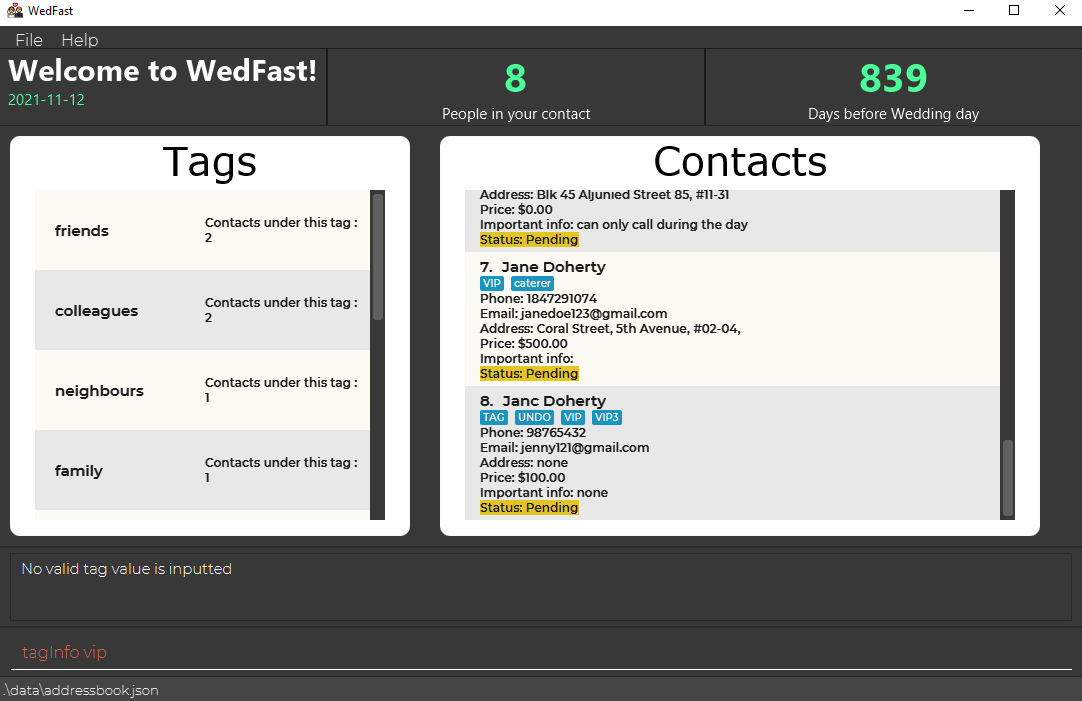 WedFast
File Help
Welcome to WedFast!
2021-11-12
8
People in your contact
839
Days before Wedding day
Tags
friends
Contacts under this tag :
2
colleagues
Contacts under this tag :
2
neighbours
Contacts under this tag :
1
family
Contacts under this tag :
1
Contacts
Address: Blk 45 Aljunied Street 85, #11-31
Price: $0.00
Important info: can only call during the day
Status: Pending
7. Jane Doherty
VIP caterer
Phone: 1847291074
Email: janedoe123@gmail.com
Address: Coral Street, 5th Avenue, #02-04,
Price: $500.00
Important info:
Status: Pending
8. Janc Doherty
TAG UNDO VIP VIP3
Phone: 98765432
Email: jenny121@gmail.com
Address: none
Price: $100.00
Important info: none
Status: Pending
No valid tag value is inputted
tagInfo vip
.\data\addressbook.json